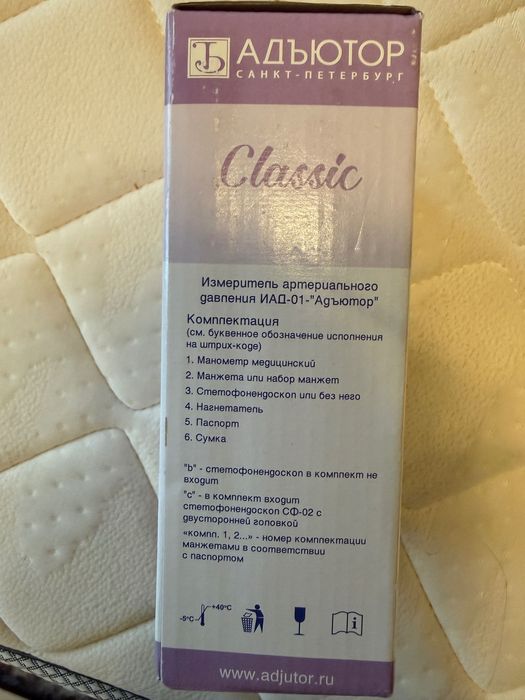 АДЪЮТОР
САНКТ-ПЕТЕРБУРГ
Classic
Измеритель артериального
давления ИАД-01-"Адъютор"
Комплектация
(см. буквенное обозначение исполнения
на штрих-коде)
1. Манометр медицинский
2. Манжета или набор манжет
3. Стетофонендоскоп или без него
4. Нагнетатель
5. Паспорт
6. Сумка
"b" - стетофонендоскоп в комплект не
входит
"c" - в комплект входит
стетофонендоскоп СФ-02 с
двусторонней головкой
«компл. 1, 2...» - номер комплектации
манжетами в соответствии
с паспортом
-5°C +40°C
www.adjutor.ru